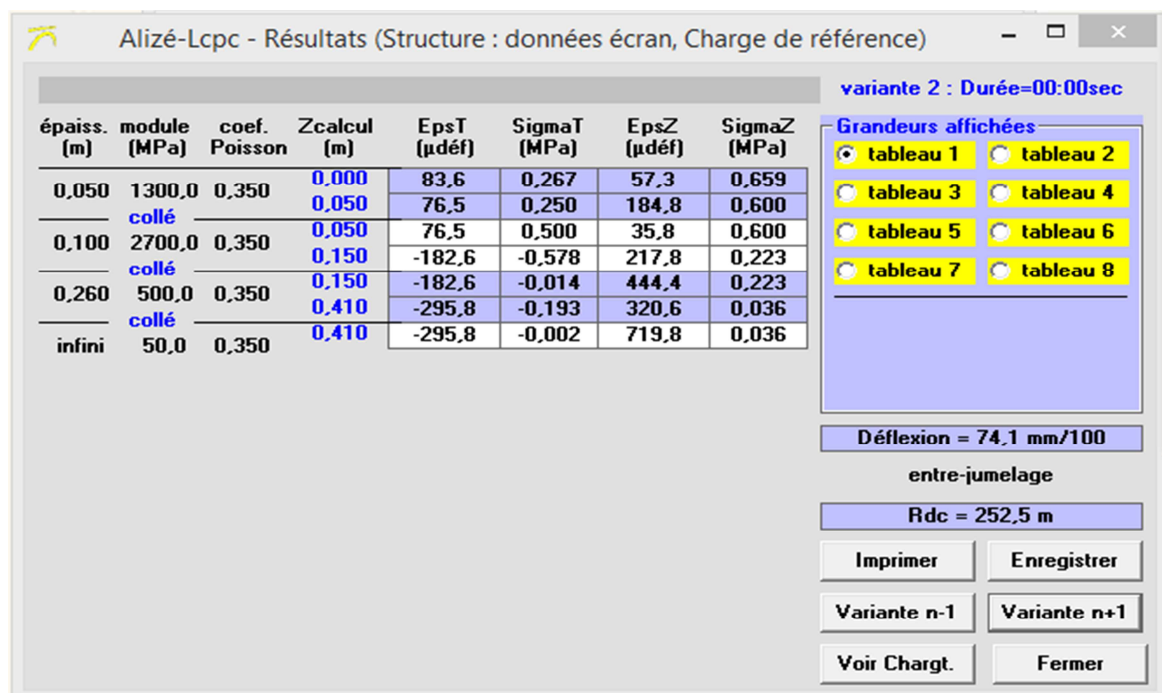 Alizé-Lcpc - Résultats (Structure : données écran, Charge de référence)
variante 2 : Durée=00:00sec
épaiss. module coef. Zcalcul EpsT SigmaT EpsZ SigmaZ
(m) (MPa) Poisson (m) (µdéf) (MPa) (µdéf) (MPa)
0,000 83,6 0,267 57,3 0,659
0,050 1300,0 0,350
0,050 76,5 0,250 184,8 0,600
collé
0,050 76,5 0,500 35,8 0,600
0,100 2700,0 0,350
0,150 -182,6 -0,578 217,8 0,223
collé
0,150 -182,6 -0,014 444,4 0,223
0,260 500,0 0,350
0,410 -295,8 -0,193 320,6 0,036
collé
0,410 -295,8 -0,002 719,8 0,036
infini 50,0 0,350
Grandeurs affichées
tableau 1 tableau 2
tableau 3 tableau 4
tableau 5 tableau 6
tableau 7 tableau 8
Déflexion = 74,1 mm/100
entre-jumelage
Rdc = 252,5 m
Imprimer Enregistrer
Variante n-1 Variante n+1
Voir Chargt. Fermer